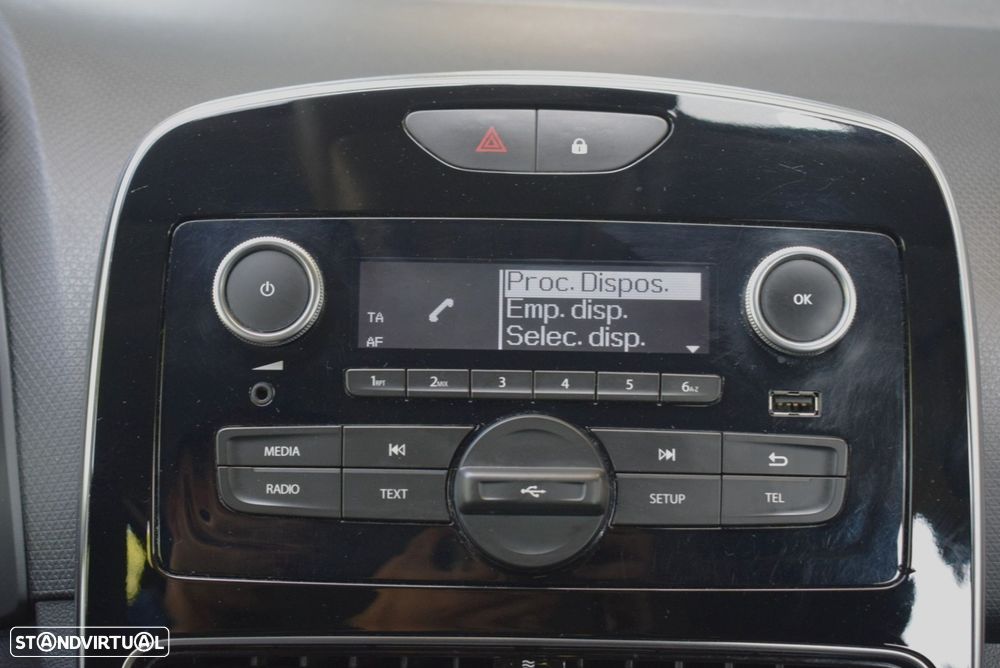 Proc. Dispos.
TA Emp. disp.
AF Selec. disp.
OK
1RPT 2MIX 3 4 5 6A-Z
MEDIA
RADIO TEXT SETUP TEL
STANDVIRTUAL